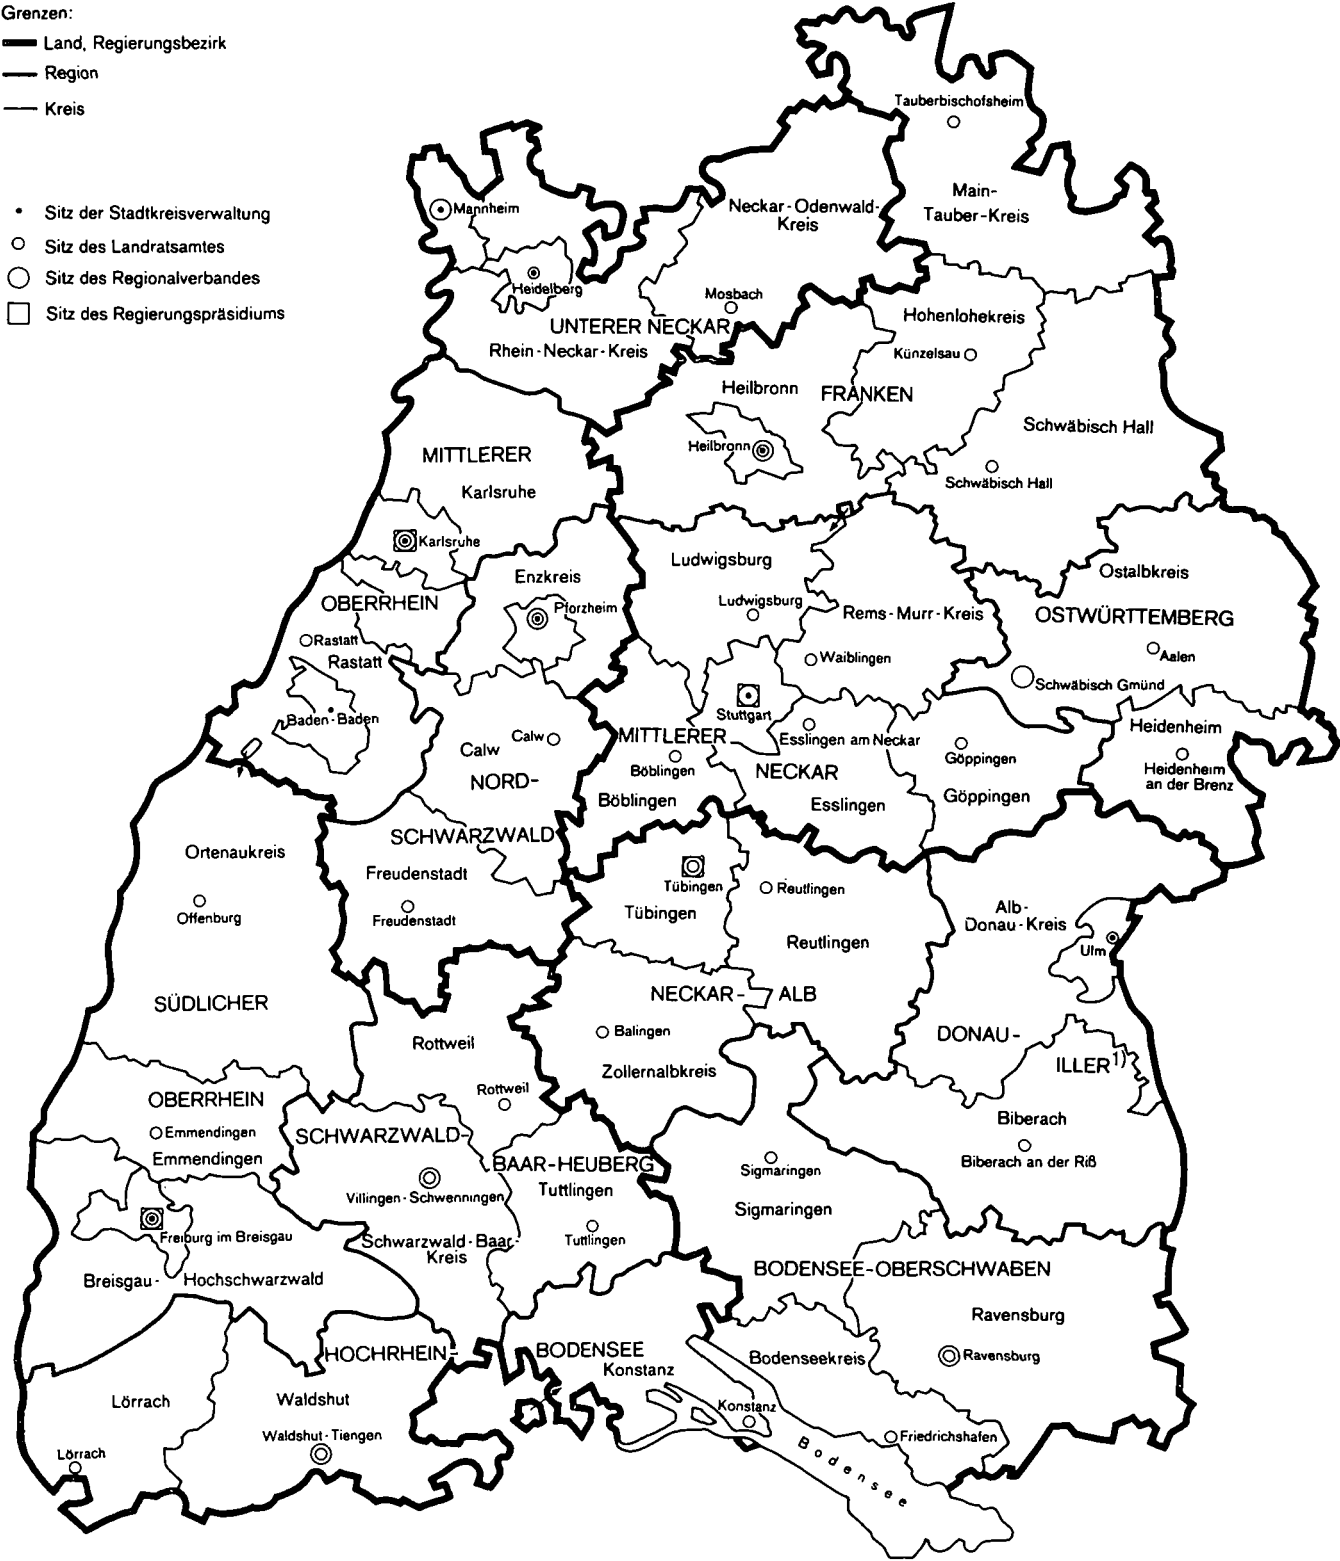 Grenzen:
Land, Regierungsbezirk
Region
Kreis
Sitz der Stadtkreisverwaltung
Sitz des Landratsamtes
Sitz des Regionalverbandes
Sitz des Regierungspräsidiums
Tauberbischofsheim
Main-
Tauber-Kreis
Mannheim
Neckar-Odenwald-
Kreis
Heidelberg
Mosbach
UNTERER NECKAR
Rhein-Neckar-Kreis
Hohenlohekreis
Künzelsau
Heilbronn
FRANKEN
Heilbronn
Schwäbisch Hall
Schwäbisch Hall
MITTLERER
Karlsruhe
Karlsruhe
OBERRHEIN
Rastatt
Rastatt
Baden-Baden
Enzkreis
Pforzheim
Ludwigsburg
Ludwigsburg
Rems-Murr-Kreis
Waiblingen
Ostalbkreis
OSTWÜRTTEMBERG
Aalen
Schwäbisch Gmünd
Heidenheim
Heidenheim
an der Brenz
Stuttgart
MITTLERER
Böblingen
Böblingen
Esslingen am Neckar
NECKAR
Esslingen
Göppingen
Göppingen
Calw
Calw
NORD-
SCHWARZWALD
Freudenstadt
Freudenstadt
Ortenaukreis
Offenburg
SÜDLICHER
Tübingen
Tübingen
Reutlingen
Reutlingen
Alb-
Donau-Kreis
Ulm
NECKAR-ALB
Balingen
Zollernalbkreis
DONAU-
ILLER1)
Rottweil
Rottweil
OBERRHEIN
Emmendingen
Emmendingen
SCHWARZWALD-
BAAR-HEUBERG
Villingen-Schwenningen
Tuttlingen
Tuttlingen
Schwarzwald-Baar-
Kreis
Biberach
Biberach an der Riß
Sigmaringen
Sigmaringen
Freiburg im Breisgau
Breisgau-Hochschwarzwald
BODENSEE-OBERSCHWABEN
Ravensburg
Ravensburg
HOCHRHEIN-
BODENSEE
Konstanz
Konstanz
Bodenseekreis
Friedrichshafen
Bodensee
Lörrach
Lörrach
Waldshut
Waldshut-Tiengen